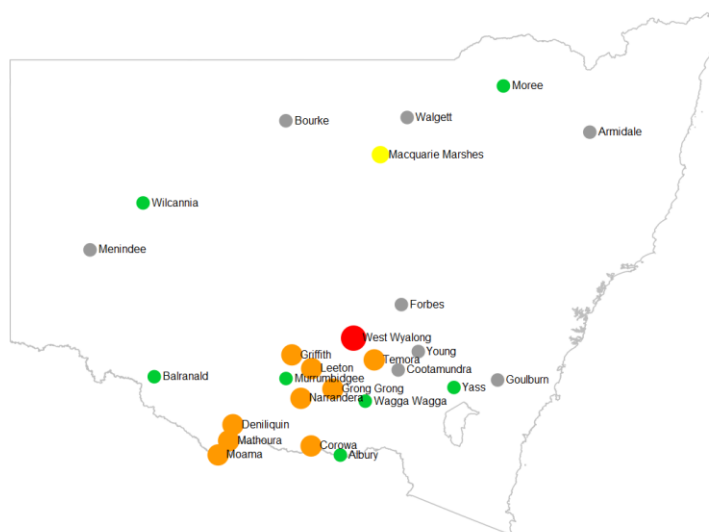 Moree
Walgett
Bourke
Armidale
Macquarie Marshes
Wilcannia
Menindee
Forbes
West Wyalong
Young
Griffith
Temora
Leeton
Cootamundra
Balranald
Murrumbidgee
Goulburn
Grong Grong
Yass
Narrandera
Wagga Wagga
Deniliquin
Mathoura
Corowa
Moama
Albury